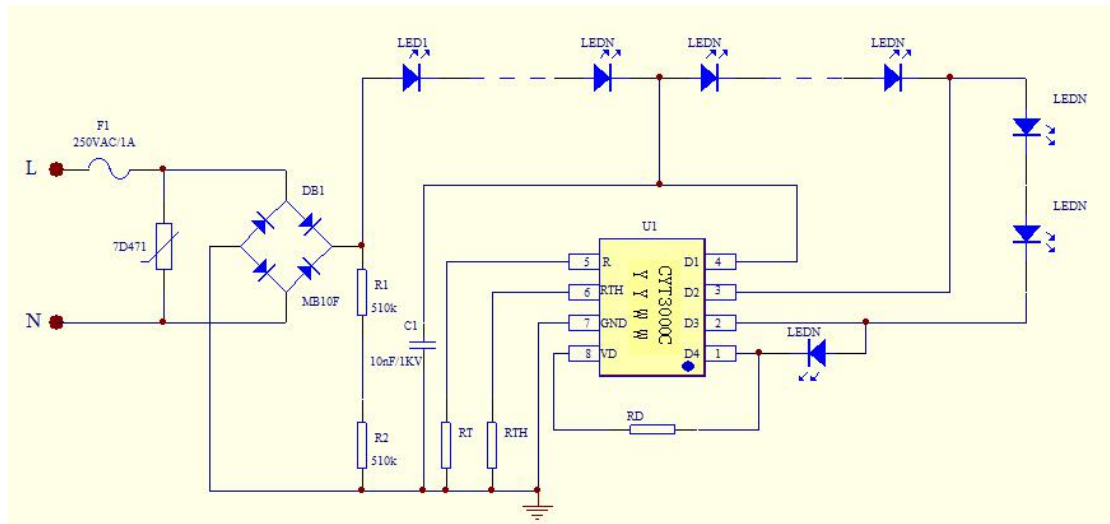 LED1
LEDN
LEDN
LEDN
LEDN
F1
250VAC/1A
L
DB1
LEDN
7D471
U1
R1
510k
MB10F
N
C1
10nF/1KV
5 R
6 RTH
7 GND
8 VD
CYT3000C
Y Y W W
D1 4
D2 3
D3 2
D4 1
LEDN
RD
R2
510k
RT
RTH